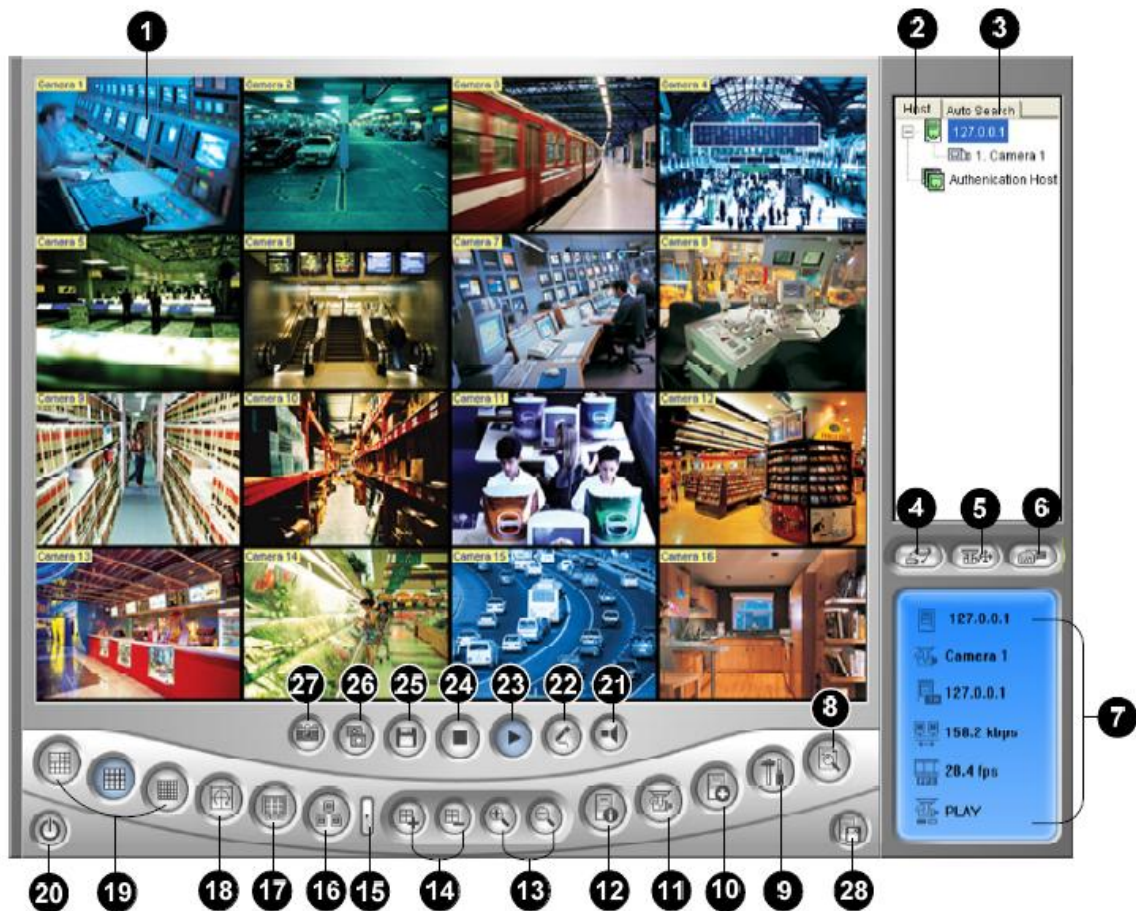 1
2
3
Camera 1
Camera 2
Camera 3
Camera 4
Host
Auto Search
127.0.0.1
1. Camera 1
Authenication Host
Camera 5
Camera 6
Camera 7
Camera 8
Camera 9
Camera 10
Camera 11
Camera 12
4
5
6
Camera 13
Camera 14
Camera 15
Camera 16
127.0.0.1
Camera 1
127.0.0.1
158.2 kbps
28.4 fps
PLAY
7
27
26
25
24
23
22
21
8
20
19
18
17
16
15
14
13
12
11
10
9
28